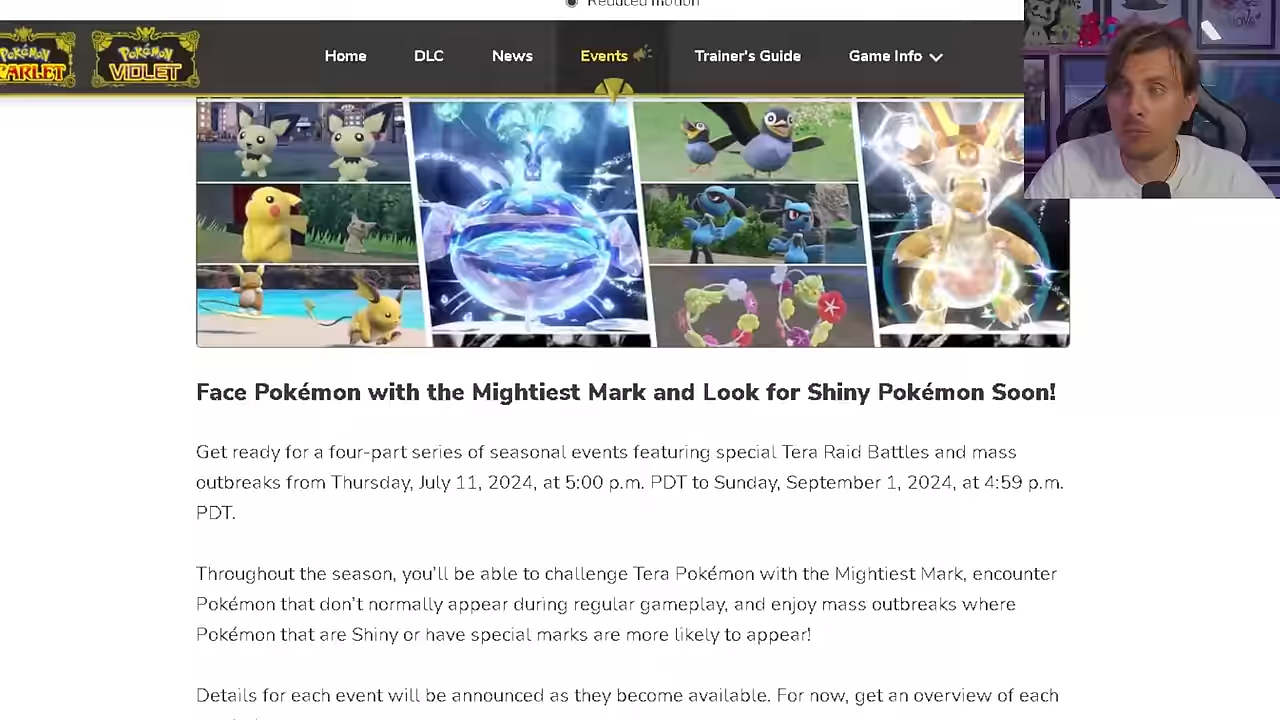 Reduced motion
POKéMON
POKéMON
VIOLET
Home
DLC
News
Events
Trainer's Guide
Game Info
Face Pokémon with the Mightiest Mark and Look for Shiny Pokémon Soon!
Get ready for a four-part series of seasonal events featuring special Tera Raid Battles and mass
outbreaks from Thursday, July 11, 2024, at 5:00 p.m. PDT to Sunday, September 1, 2024, at 4:59 p.m.
PDT.
Throughout the season, you'll be able to challenge Tera Pokémon with the Mightiest Mark, encounter
Pokémon that don't normally appear during regular gameplay, and enjoy mass outbreaks where
Pokémon that are Shiny or have special marks are more likely to appear!
Details for each event will be announced as they become available. For now, get an overview of each